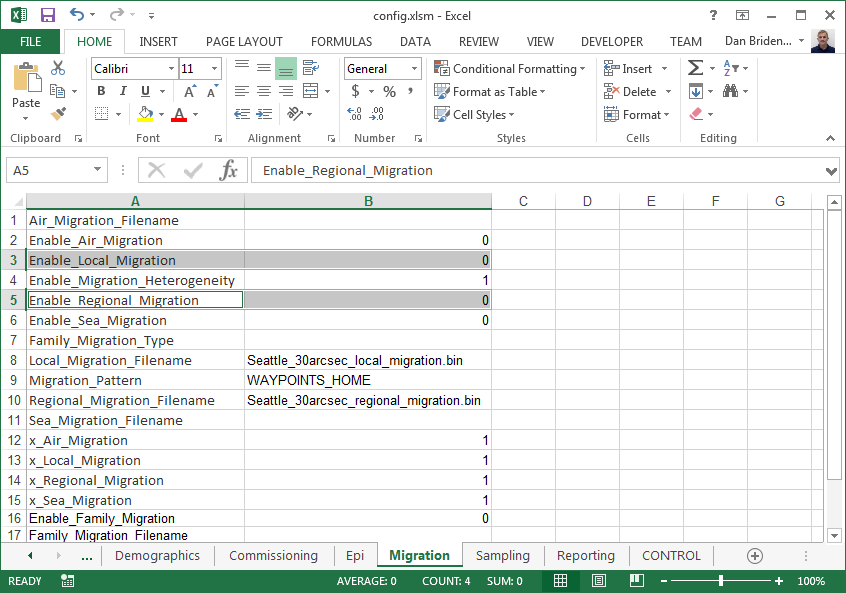 config.xlsm - Excel
?
FILE HOME INSERT PAGE LAYOUT FORMULAS DATA REVIEW VIEW DEVELOPER TEAM Dan Briden...
Calibri 11 General Conditional Formatting Insert
Paste B I U A A $ % , Format as Table Delete
A .00 .0 Cell Styles Format
Clipboard Font Alignment Number Styles Cells Editing
A5 fx Enable_Regional_Migration
A B C D E F G
1 Air_Migration_Filename
2 Enable_Air_Migration 0
3 Enable_Local_Migration 0
4 Enable_Migration_Heterogeneity 1
5 Enable_Regional_Migration 0
6 Enable_Sea_Migration 0
7 Family_Migration_Type
8 Local_Migration_Filename Seattle_30arcsec_local_migration.bin
9 Migration_Pattern WAYPOINTS_HOME
10 Regional_Migration_Filename Seattle_30arcsec_regional_migration.bin
11 Sea_Migration_Filename
12 x_Air_Migration 1
13 x_Local_Migration 1
14 x_Regional_Migration 1
15 x_Sea_Migration 1
16 Enable_Family_Migration 0
17 Family_Migration_Filename
... Demographics Commissioning Epi Migration Sampling Reporting CONTROL
READY AVERAGE: 0 COUNT: 4 SUM: 0 100%